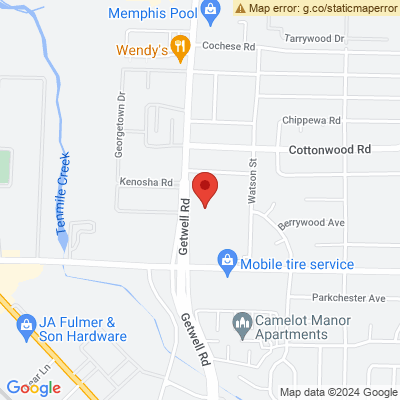 Map error: g.co/staticmaperror
Memphis Pool
Tarrywood Dr
Cochese Rd
Wendy's
Georgetown Dr
Chippewa Rd
Cottonwood Rd
Tenmile Creek
Kenosha Rd
Watson St
Getwell Rd
Berrywood Ave
Mobile tire service
Parkchester Ave
JA Fulmer &
Son Hardware
Getwell Rd
Camelot Manor
Apartments
ear Ln
Google
Map data ©2024 Google